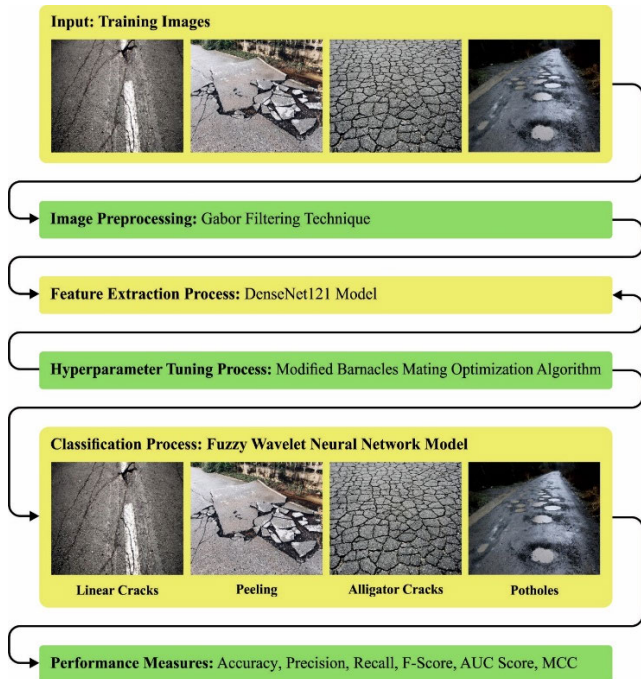 Input: Training Images
Image Preprocessing: Gabor Filtering Technique
Feature Extraction Process: DenseNet121 Model
Hyperparameter Tuning Process: Modified Barnacles Mating Optimization Algorithm
Classification Process: Fuzzy Wavelet Neural Network Model
Linear Cracks
Peeling
Alligator Cracks
Potholes
Performance Measures: Accuracy, Precision, Recall, F-Score, AUC Score, MCC